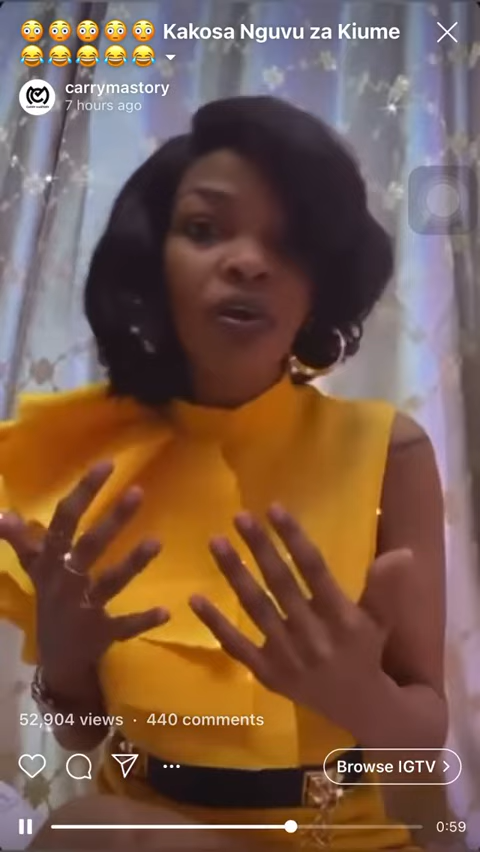 😳😳😳😳😳 Kakosa Nguvu za Kiume
😂😂😂😂😂
carrymastory
7 hours ago
52,904 views · 440 comments
Browse IGTV
0:59